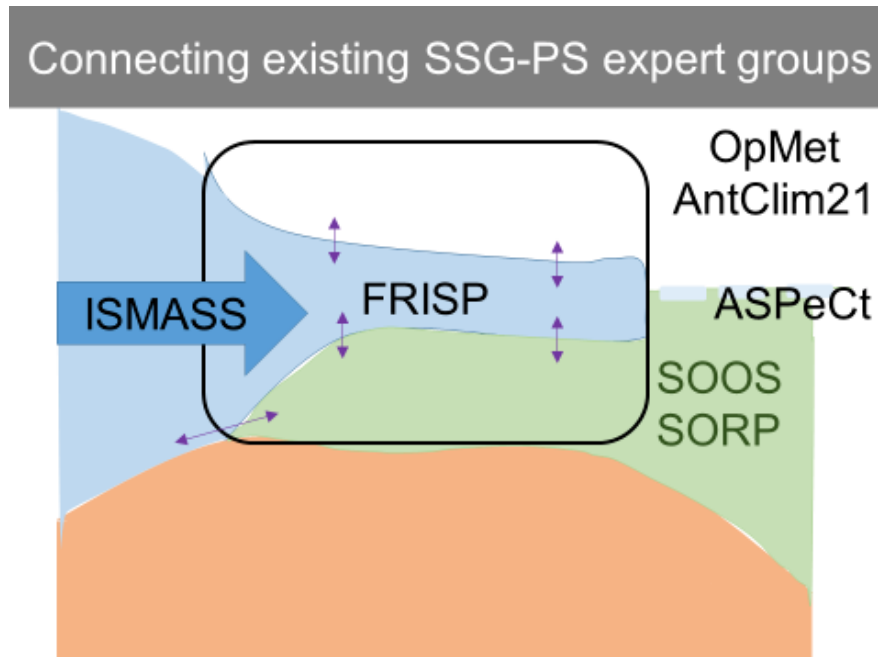 Connecting existing SSG-PS expert groups
OpMet
AntClim21
ISMASS
FRISP
ASPeCt
SOOS
SORP